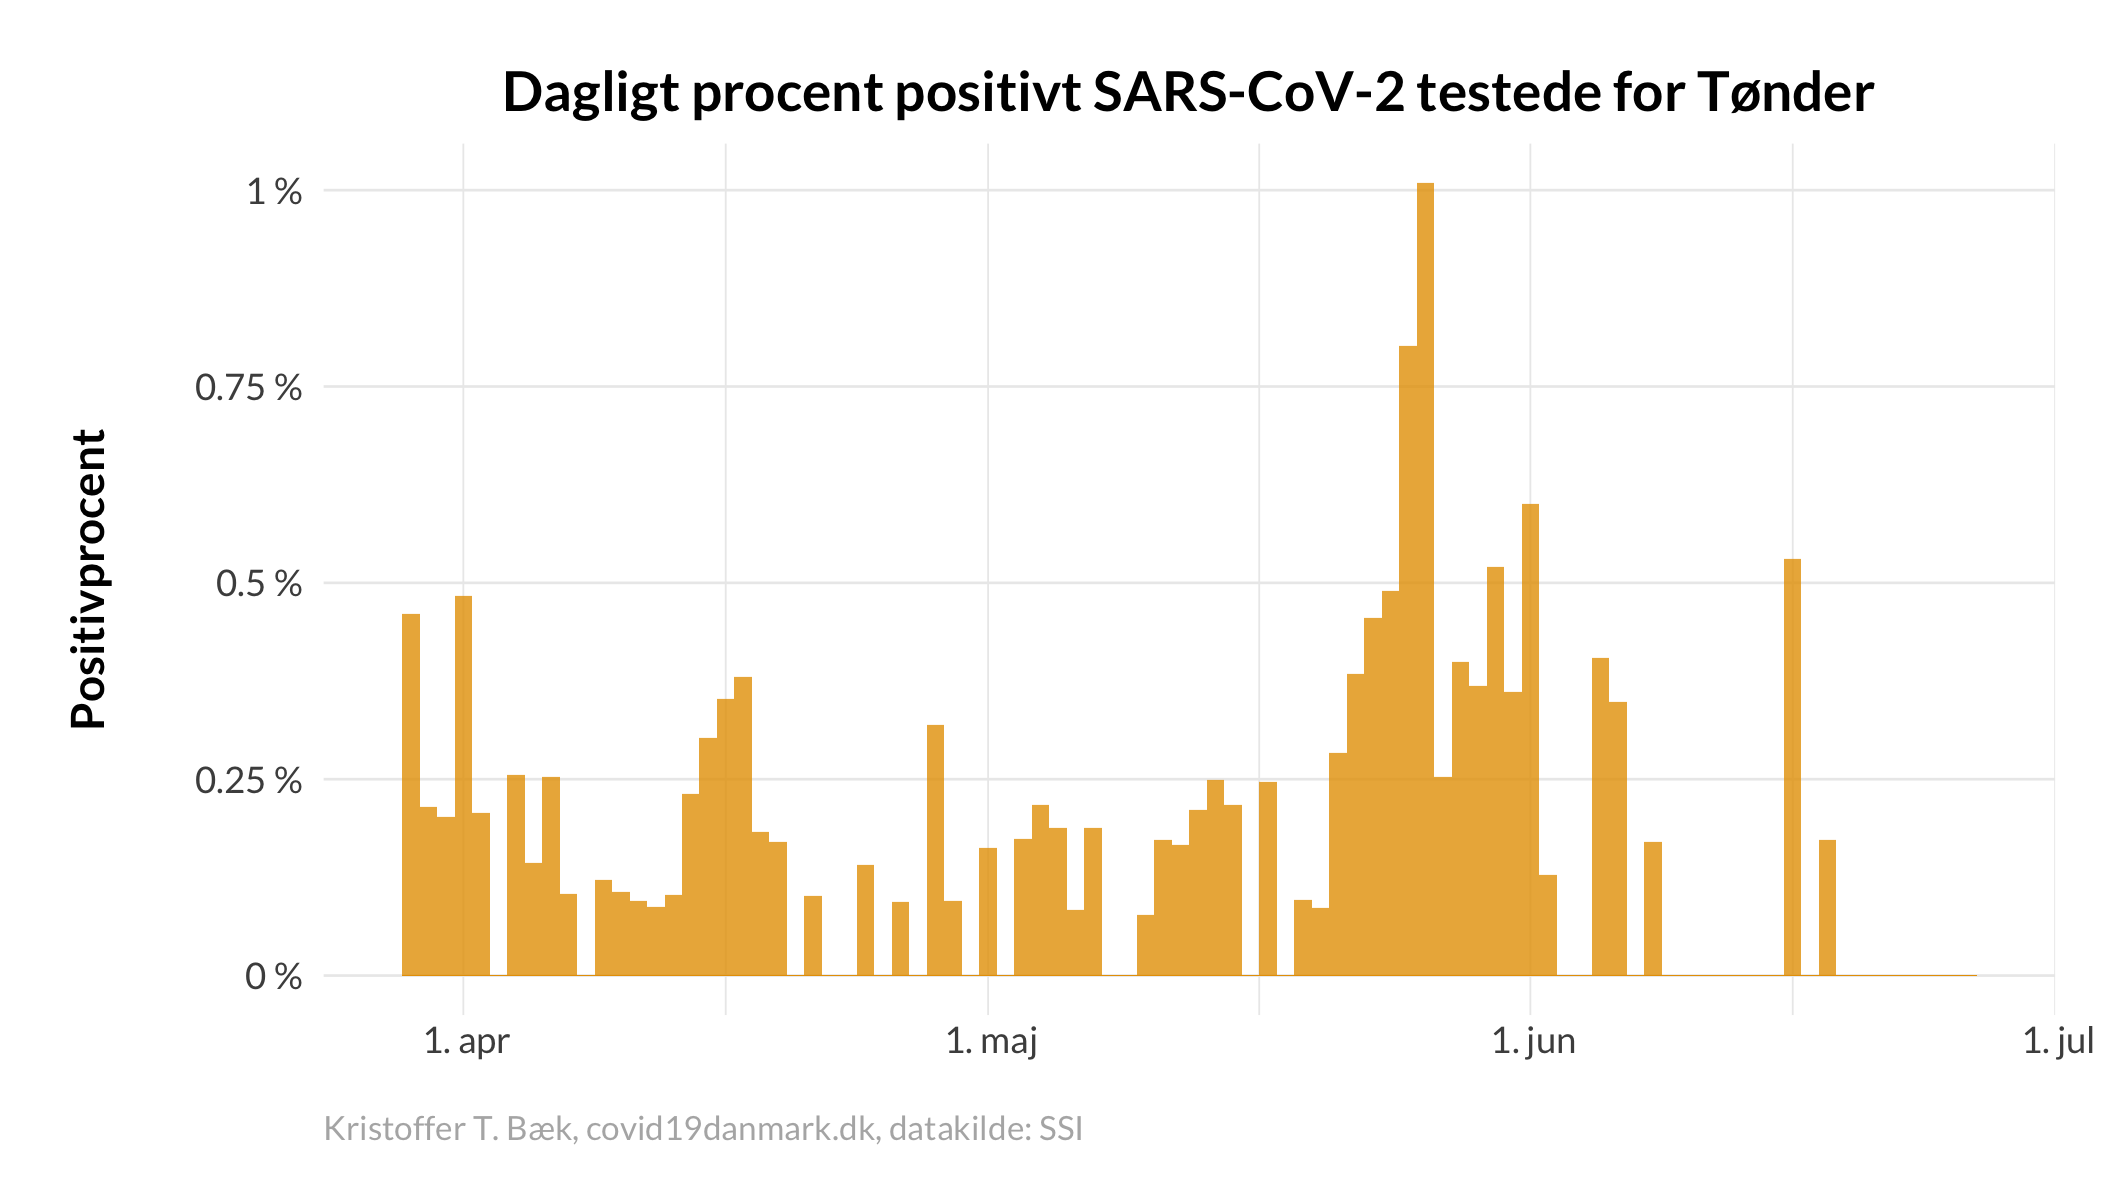 Dagligt procent positivt SARS-CoV-2 testede for Tønder
Positivprocent
1 %
0.75 %
0.5 %
0.25 %
0 %
1. apr
1. maj
1. jun
1. jul
Kristoffer T. Bæk, covid19danmark.dk, datakilde: SSI